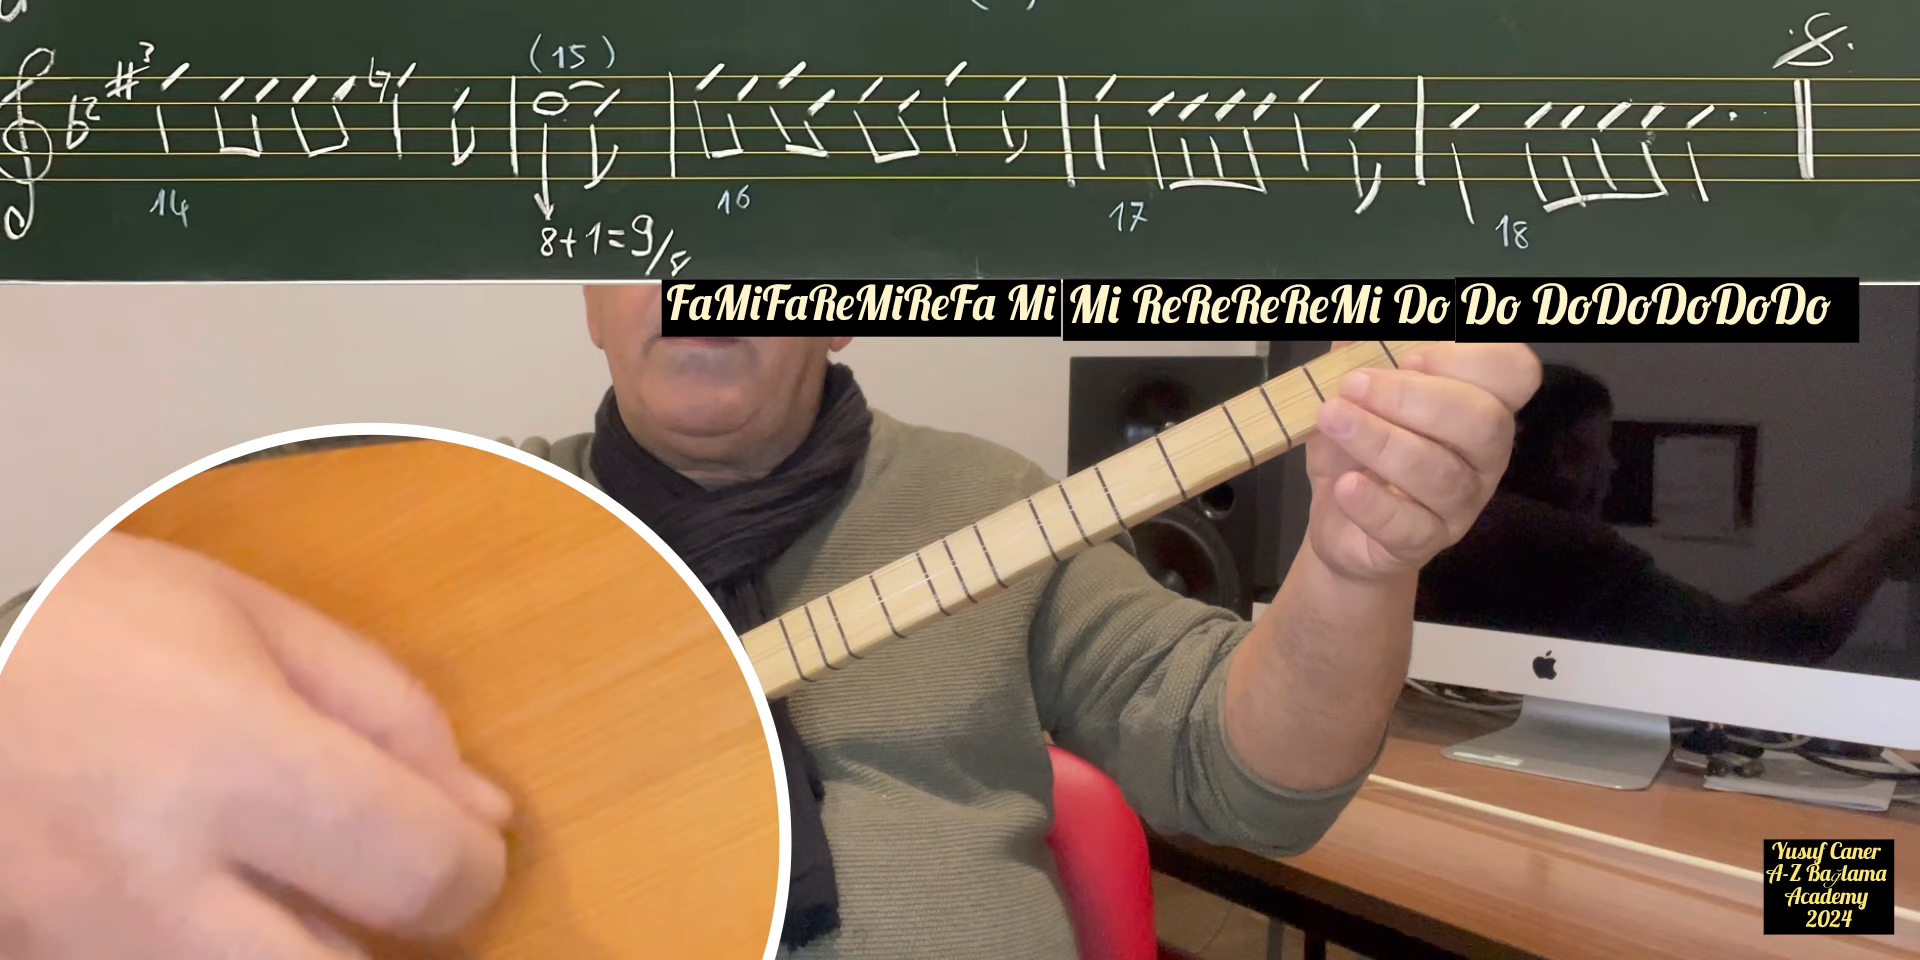 (15)
14
8+1=9/8
16
17
18
FaMiFaReMiReFa Mi Mi ReReReReMi Do Do DoDoDoDoDo
Yusuf Caner
A-Z Bağlama
Academy
2024